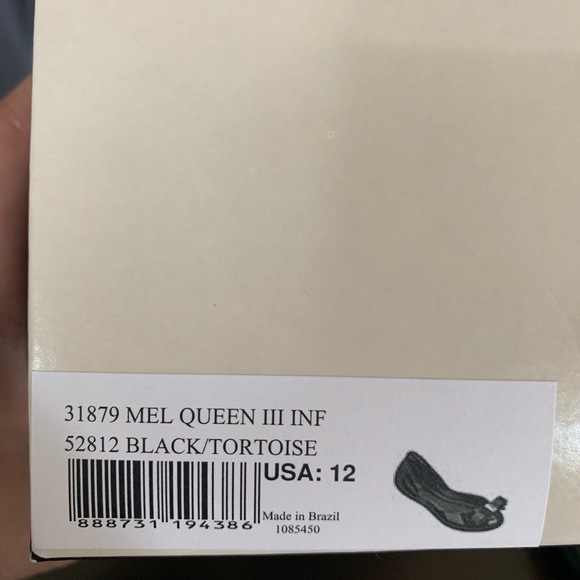 31879 MEL QUEEN III INF
52812 BLACK/TORTOISE
USA: 12
888731 194386
Made in Brazil
1085450